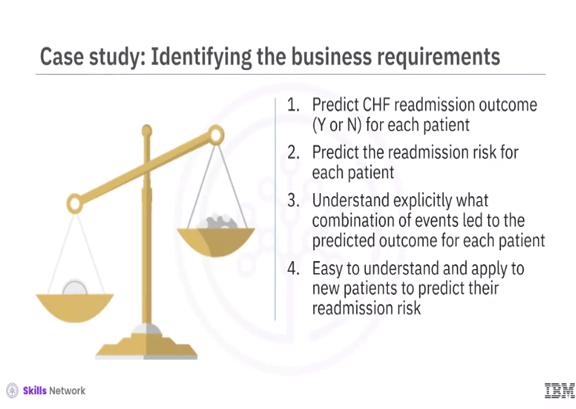 Case study: Identifying the business requirements
1. Predict CHF readmission outcome
(Y or N) for each patient
2. Predict the readmission risk for
each patient
3. Understand explicitly what
combination of events led to the
predicted outcome for each patient
4. Easy to understand and apply to
new patients to predict their
readmission risk
Skills Network
IBM